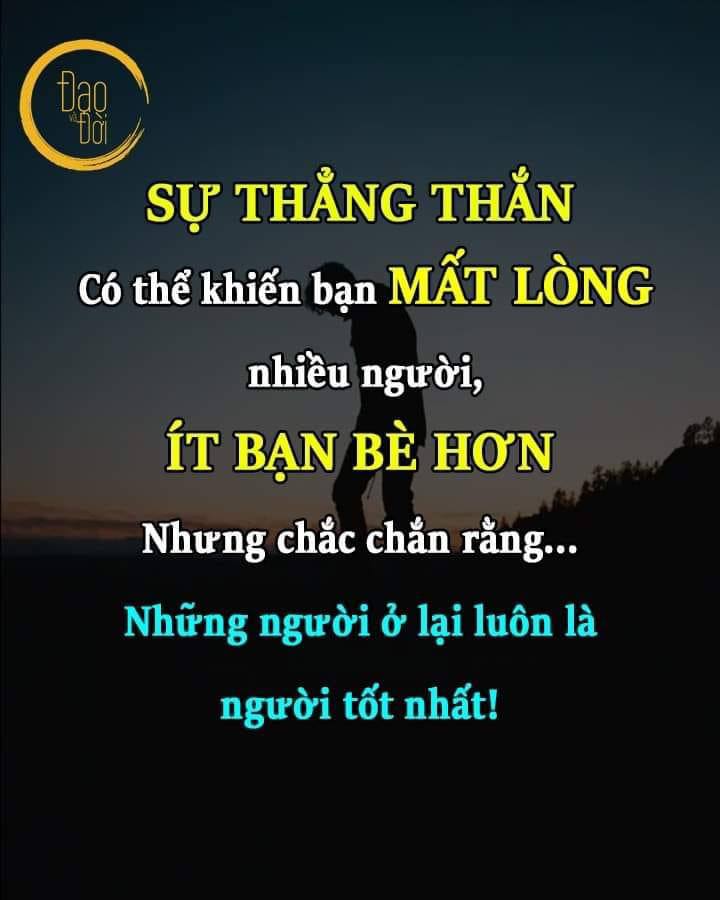 Đạo
và
Đời
SỰ THẲNG THẮN
Có thể khiến bạn MẤT LÒNG
nhiều người,
ÍT BẠN BÈ HƠN
Nhưng chắc chắn rằng...
Những người ở lại luôn là
người tốt nhất!